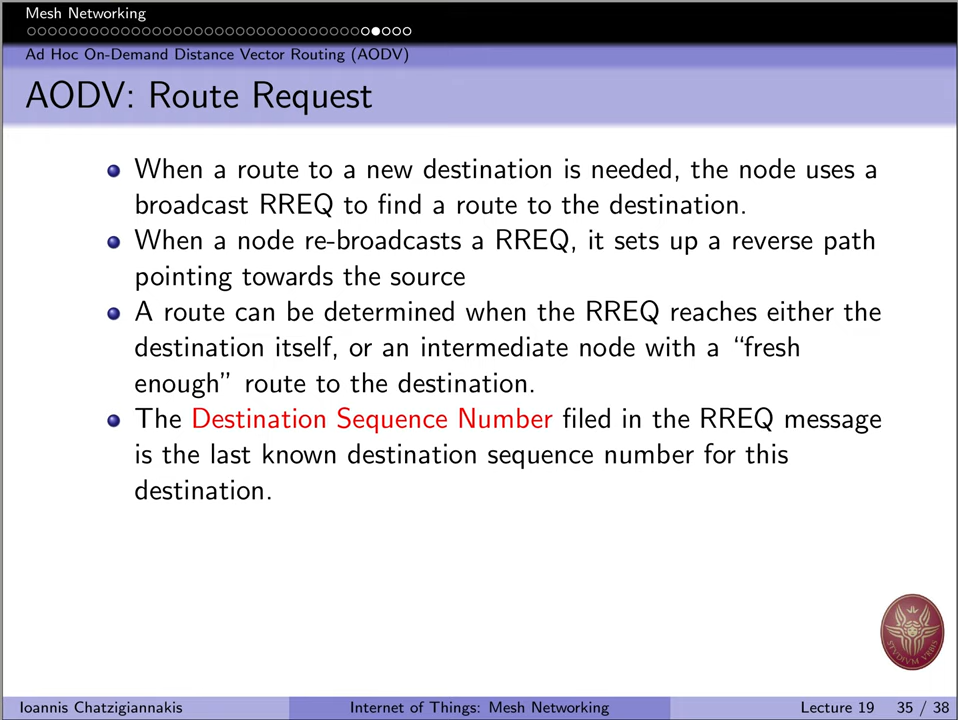 Mesh Networking
Ad Hoc On-Demand Distance Vector Routing (AODV)
AODV: Route Request
When a route to a new destination is needed, the node uses a
broadcast RREQ to find a route to the destination.
When a node re-broadcasts a RREQ, it sets up a reverse path
pointing towards the source
A route can be determined when the RREQ reaches either the
destination itself, or an intermediate node with a “fresh
enough” route to the destination.
The Destination Sequence Number filed in the RREQ message
is the last known destination sequence number for this
destination.
STVDIVM VRBIS
Ioannis Chatzigiannakis
Internet of Things: Mesh Networking
Lecture 19
35 / 38